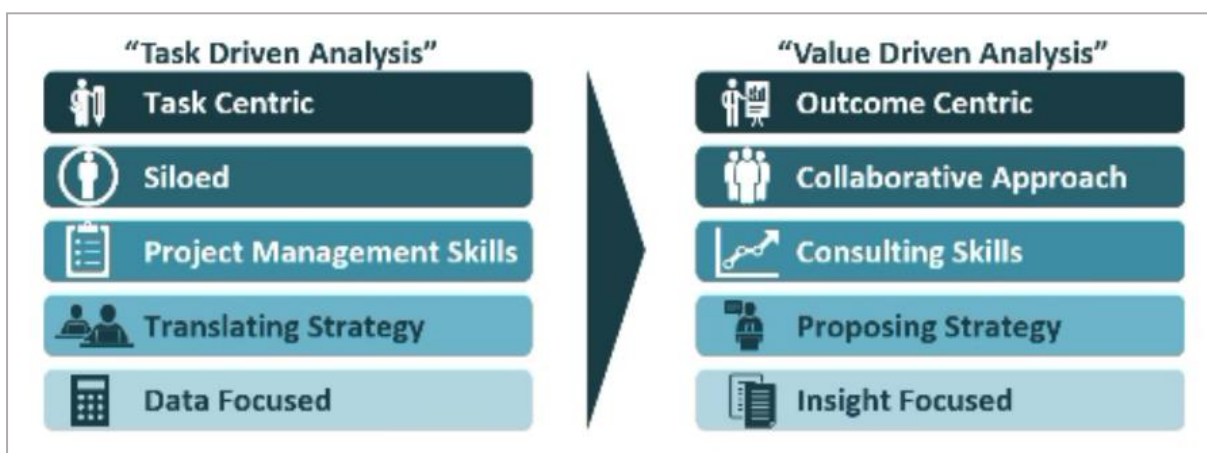 “Task Driven Analysis”
Task Centric
Siloed
Project Management Skills
Translating Strategy
Data Focused
“Value Driven Analysis”
Outcome Centric
Collaborative Approach
Consulting Skills
Proposing Strategy
Insight Focused